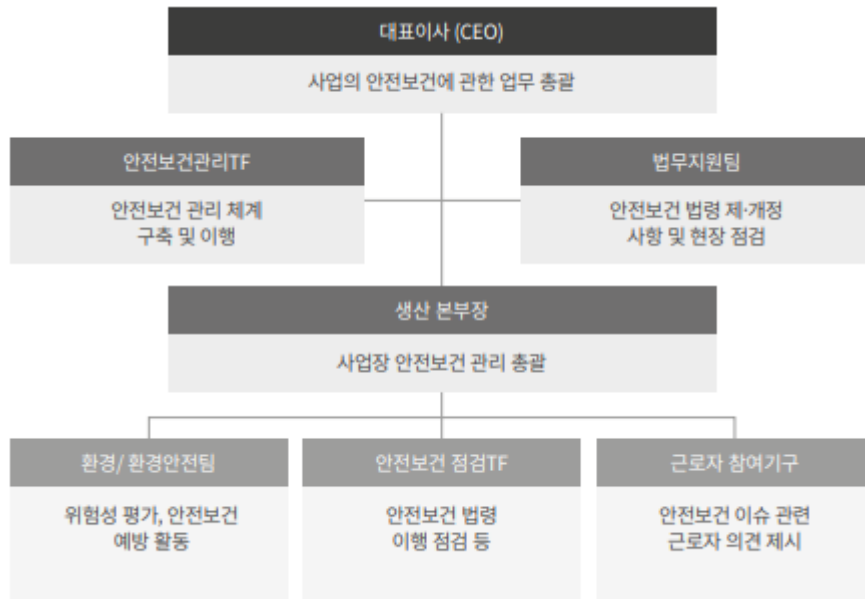 대표이사 (CEO)
사업의 안전보건에 관한 업무 총괄
안전보건관리TF
안전보건 관리 체계
구축 및 이행
법무지원팀
안전보건 법령 제·개정
사항 및 현장 점검
생산 본부장
사업장 안전보건 관리 총괄
환경/ 환경안전팀
위험성 평가, 안전보건
예방 활동
안전보건 점검TF
안전보건 법령
이행 점검 등
근로자 참여기구
안전보건 이슈 관련
근로자 의견 제시